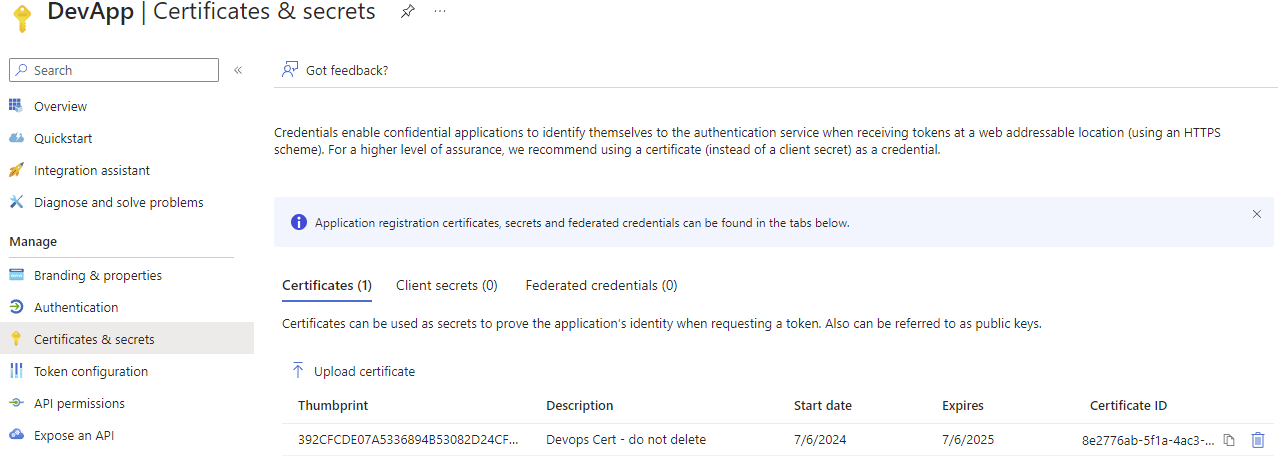 DevApp | Certificates & secrets
Search
«
Overview
Quickstart
Integration assistant
Diagnose and solve problems
Manage
Branding & properties
Authentication
Certificates & secrets
Token configuration
API permissions
Expose an API
Got feedback?
Credentials enable confidential applications to identify themselves to the authentication service when receiving tokens at a web addressable location (using an HTTPS
scheme). For a higher level of assurance, we recommend using a certificate (instead of a client secret) as a credential.
Application registration certificates, secrets and federated credentials can be found in the tabs below.
Certificates (1) Client secrets (0) Federated credentials (0)
Certificates can be used as secrets to prove the application's identity when requesting a token. Also can be referred to as public keys.
Upload certificate
Thumbprint Description Start date Expires Certificate ID
392CFCDE07A5336894B53082D24CF... Devops Cert - do not delete 7/6/2024 7/6/2025 8e2776ab-5f1a-4ac3-...